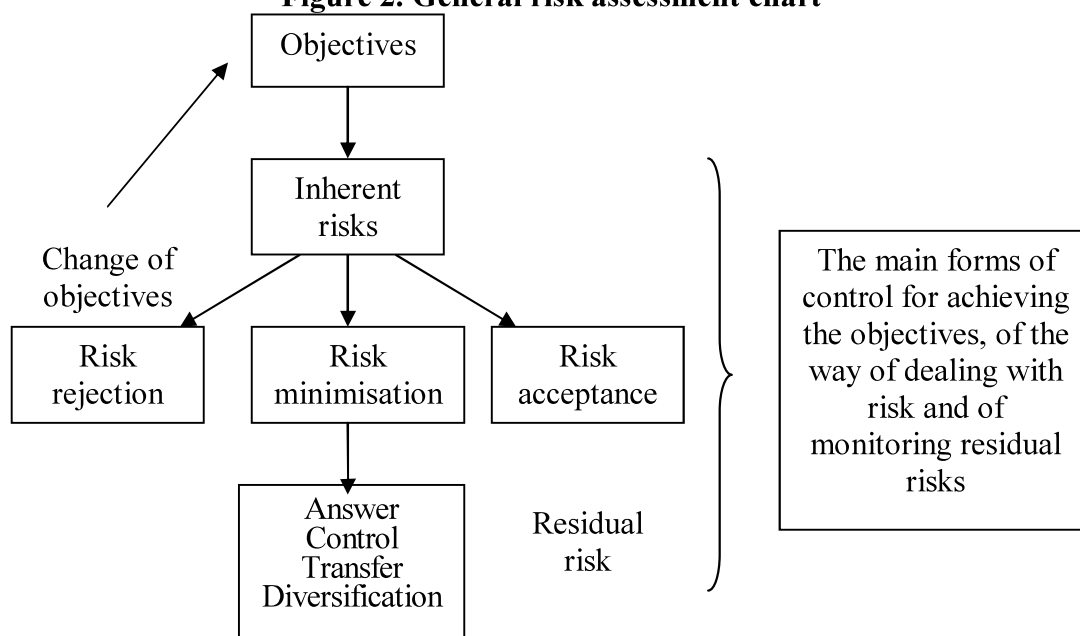 Figure 2: General risk assessment chart
Objectives
Inherent
risks
Change of
objectives
Risk
rejection
Risk
minimisation
Risk
acceptance
Answer
Control
Transfer
Diversification
Residual
risk
The main forms of
control for achieving
the objectives, of the
way of dealing with
risk and of
monitoring residual
risks